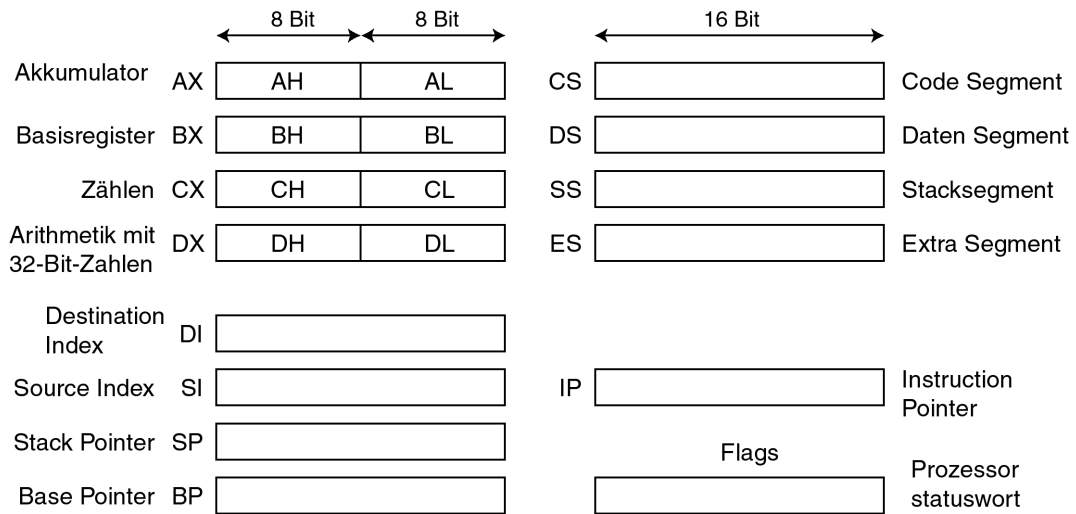 8 Bit 8 Bit 16 Bit
Akkumulator AX AH AL CS Code Segment
Basisregister BX BH BL DS Daten Segment
Zählen CX CH CL SS Stacksegment
Arithmetik mit
32-Bit-Zahlen DX DH DL ES Extra Segment
Destination
Index DI
Source Index SI IP Instruction
Pointer
Stack Pointer SP Flags
Base Pointer BP Prozessor
statuswort